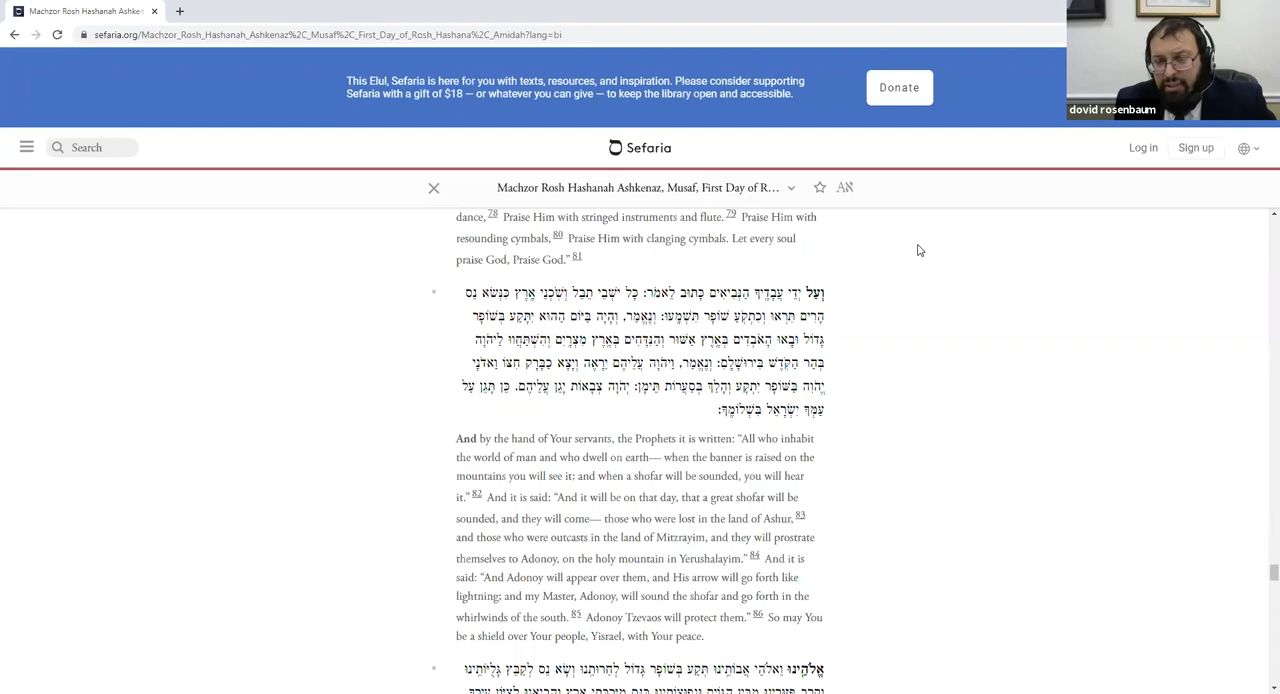 Machzor Rosh Hashanah Ashken
sefaria.org/Machzor_Rosh_Hashanah_Ashkenaz%2C_Musaf%2C_First_Day_of_Rosh_Hashana%2C_Amidah?lang=bi
This Elul, Sefaria is here for you with texts, resources, and inspiration. Please consider supporting
Sefaria with a gift of $18 — or whatever you can give — to keep the library open and accessible.
Donate
dovid rosenbaum
Search
Sefaria
Log in
Sign up
Machzor Rosh Hashanah Ashkenaz, Musaf, First Day of R...
dance, 78 Praise Him with stringed instruments and flute. 79 Praise Him with
resounding cymbals, 80 Praise Him with clanging cymbals. Let every soul
praise God, Praise God.” 81
וְעַל יְדֵי עֲבָדֶֽיךָ הַנְּבִיאִים כָּתוּב לֵאמֹר: כָּל ישְׁבֵי תֵבֵל וְשֽׁכְנֵי אָֽרֶץ כִּנְשׂא נֵס
הָרִים תִּרְאוּ וְכִתְקֹֽעַ שׁוֹפָר תִּשְׁמָֽעוּ: וְנֶאֱמַר, וְהָיָה בַּיּוֹם הַהוּא יִתָּקַע בְּשׁוֹפָר
גָּדוֹל וּבָֽאוּ הָאֹבְדִים בְּאֶֽרֶץ אַשּׁוּר וְהַנִּדָּחִים בְּאֶֽרֶץ מִצְרָֽיִם וְהִשְׁתַּחֲווּ לַיהֹוָה
בְּהַר הַקֹּֽדֶשׁ בִּירוּשָׁלָֽםִ: וְנֶאֱמַר, וַיהֹוָה עֲלֵיהֶם יֵרָאֶה וְיָצָא כַבָּרָק חִצּוֹ וַאדֹנָי
יֱהֹוִה בַּשּׁוֹפָר יִתְקָע וְהָלַךְ בְּסַעֲרוֹת תֵּימָן: יְהֹוָה צְבָאוֹת יָגֵן עֲלֵיהֶם. כֵּן תָּגֵן עַל
עַמְּךָ יִשְׂרָאֵל בִּשְׁלוֹמֶֽךָ:
And by the hand of Your servants, the Prophets it is written: “All who inhabit
the world of man and who dwell on earth— when the banner is raised on the
mountains you will see it; and when a shofar will be sounded, you will hear
it.” 82 And it is said: “And it will be on that day, that a great shofar will be
sounded, and they will come— those who were lost in the land of Ashur, 83
and those who were outcasts in the land of Mitzrayim, and they will prostrate
themselves to Adonoy, on the holy mountain in Yerushalayim.” 84 And it is
said: “And Adonoy will appear over them, and His arrow will go forth like
lightning; and my Master, Adonoy, will sound the shofar and go forth in the
whirlwinds of the south. 85 Adonoy Tzevaos will protect them.” 86 So may You
be a shield over Your people, Yisrael, with Your peace.
אֱלֹהֵֽינוּ וֵאלֹהֵי אֲבוֹתֵֽינוּ תְּקַע בְּשׁוֹפָר גָּדוֹל לְחֵרוּתֵֽנוּ וְשָׂא נֵס לְקַבֵּץ גָּלֻיּוֹתֵֽינוּ